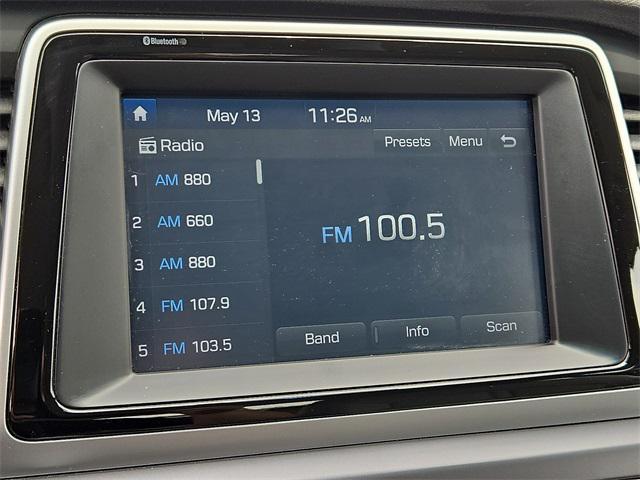 Bluetooth
May 13 11:26 AM
Radio Presets Menu
1 AM 880
2 AM 660
3 AM 880
4 FM 107.9
5 FM 103.5
FM 100.5
Band Info Scan